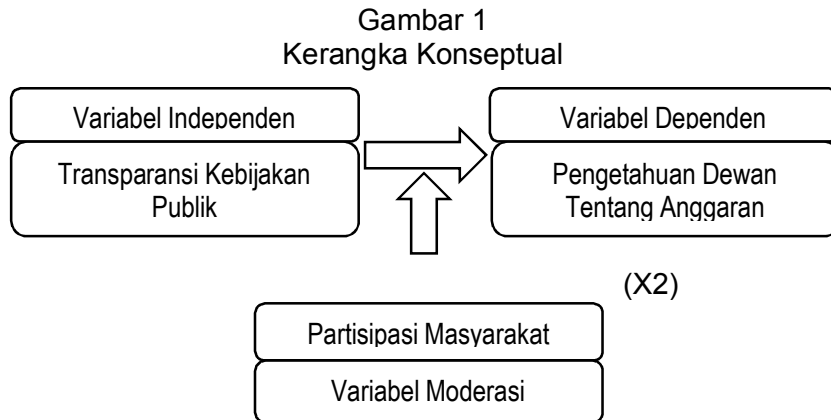 Gambar 1
Kerangka Konseptual
Variabel Independen
Variabel Dependen
Transparansi Kebijakan
Publik
Pengetahuan Dewan
Tentang Anggaran
(X2)
Partisipasi Masyarakat
Variabel Moderasi